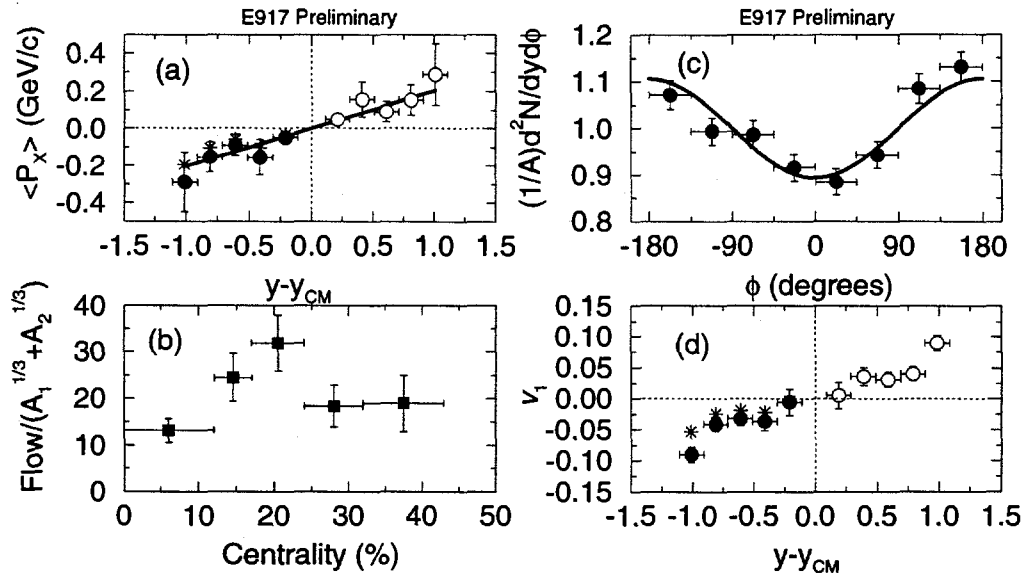 E917 Preliminary
(a)
<P_X> (GeV/c)
0.4
0.2
0.0
-0.2
-0.4
-1.5 -1.0 -0.5 0.0 0.5 1.0 1.5
y-y_CM
E917 Preliminary
(c)
(1/A)d²N/dydϕ
1.2
1.1
1.0
0.9
0.8
-180 -90 0 90 180
ϕ (degrees)
(b)
Flow/(A₁^1/3+A₂^1/3)
40
30
20
10
0
0 10 20 30 40 50
Centrality (%)
(d)
v₁
0.15
0.10
0.05
0.00
-0.05
-0.10
-0.15
-1.5 -1.0 -0.5 0.0 0.5 1.0 1.5
y-y_CM